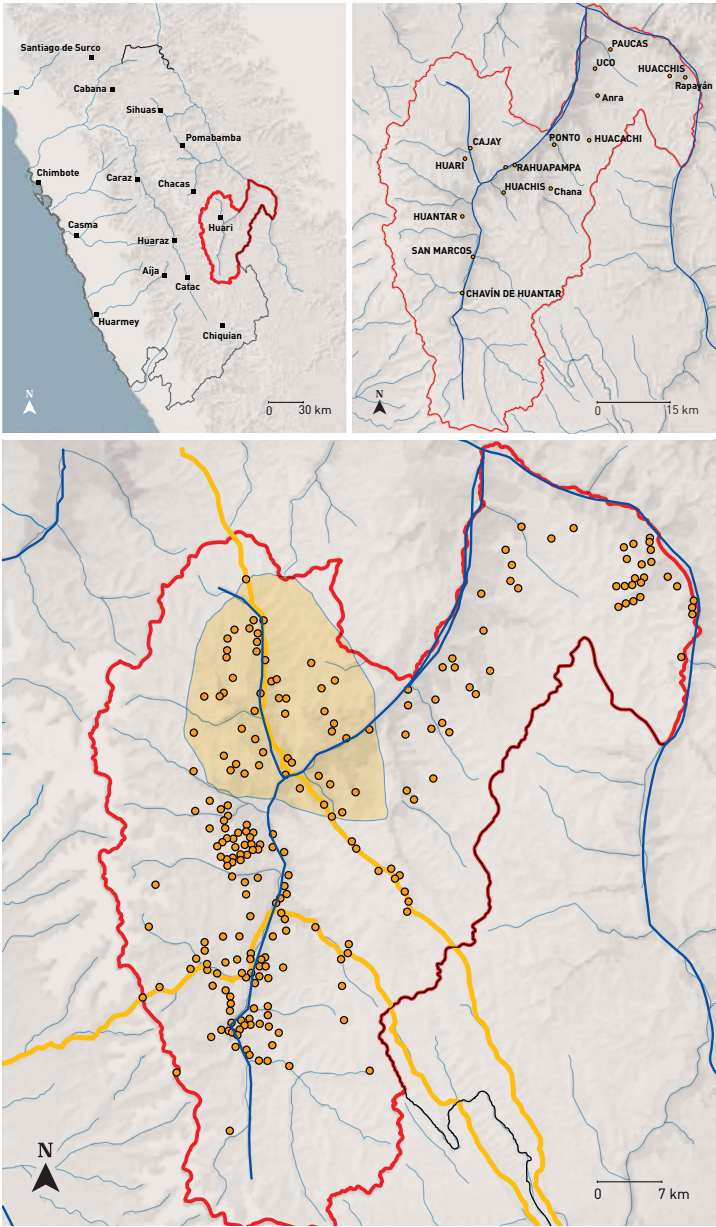 Santiago de Surco
Cabana
Sihuas
Pomabamba
Chimbote
Caraz
Chacas
Casma
Huari
Huaraz
Aija
Catac
Huarmey
Chiquian
N
0 30 km
PAUCAS
UCO
HUACCHIS
Rapayán
Anra
CAJAY
PONTO
HUACACHI
HUARI
RAHUAPAMPA
HUACHIS
Chana
HUANTAR
SAN MARCOS
CHAVÍN DE HUANTAR
N
0 15 km
N
0 7 km